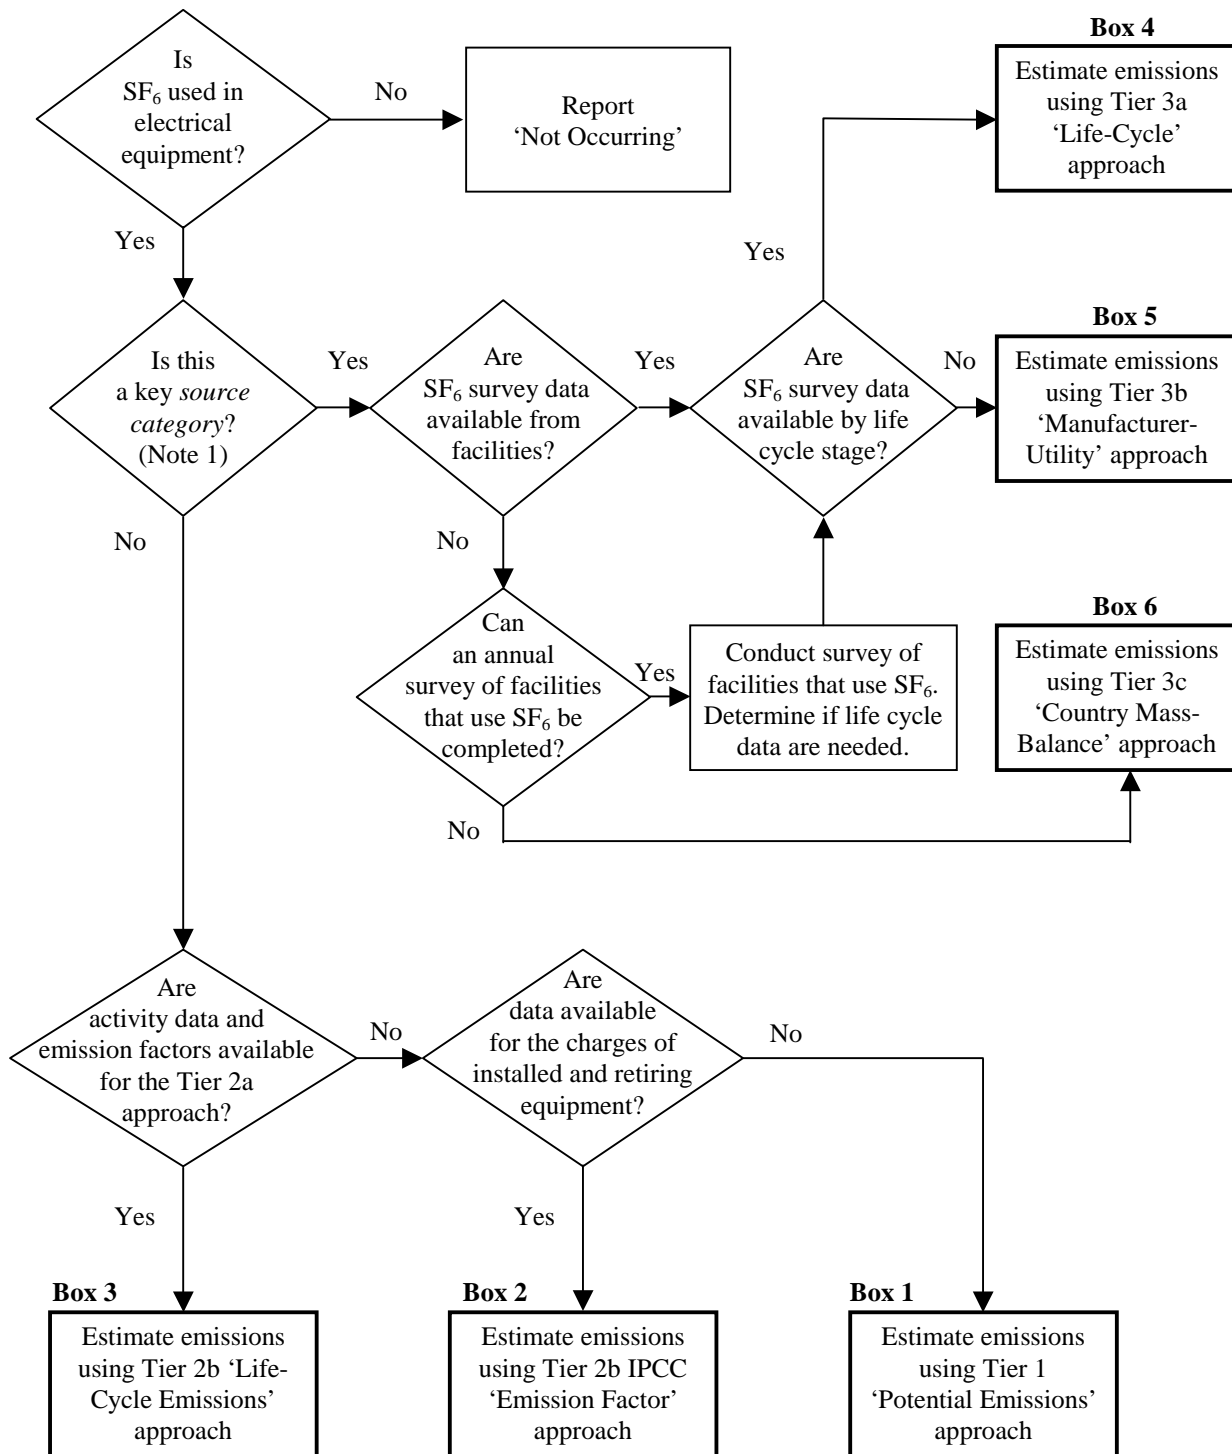 Is
SF₆ used in
electrical
equipment?
No
Report
‘Not Occurring’
Box 4
Estimate emissions
using Tier 3a
‘Life-Cycle’
approach
Yes
Yes
Is this
a key source
category?
(Note 1)
Yes
Are
SF₆ survey data
available from
facilities?
Yes
Are
SF₆ survey data
available by life
cycle stage?
No
Box 5
Estimate emissions
using Tier 3b
‘Manufacturer-
Utility’ approach
No
No
Can
an annual
survey of facilities
that use SF₆ be
completed?
Yes
Conduct survey of
facilities that use SF₆.
Determine if life cycle
data are needed.
Box 6
Estimate emissions
using Tier 3c
‘Country Mass-
Balance’ approach
No
Are
activity data and
emission factors available
for the Tier 2a
approach?
No
Are
data available
for the charges of
installed and retiring
equipment?
No
Yes
Yes
Box 3
Estimate emissions
using Tier 2b ‘Life-
Cycle Emissions’
approach
Box 2
Estimate emissions
using Tier 2b IPCC
‘Emission Factor’
approach
Box 1
Estimate emissions
using Tier 1
‘Potential Emissions’
approach